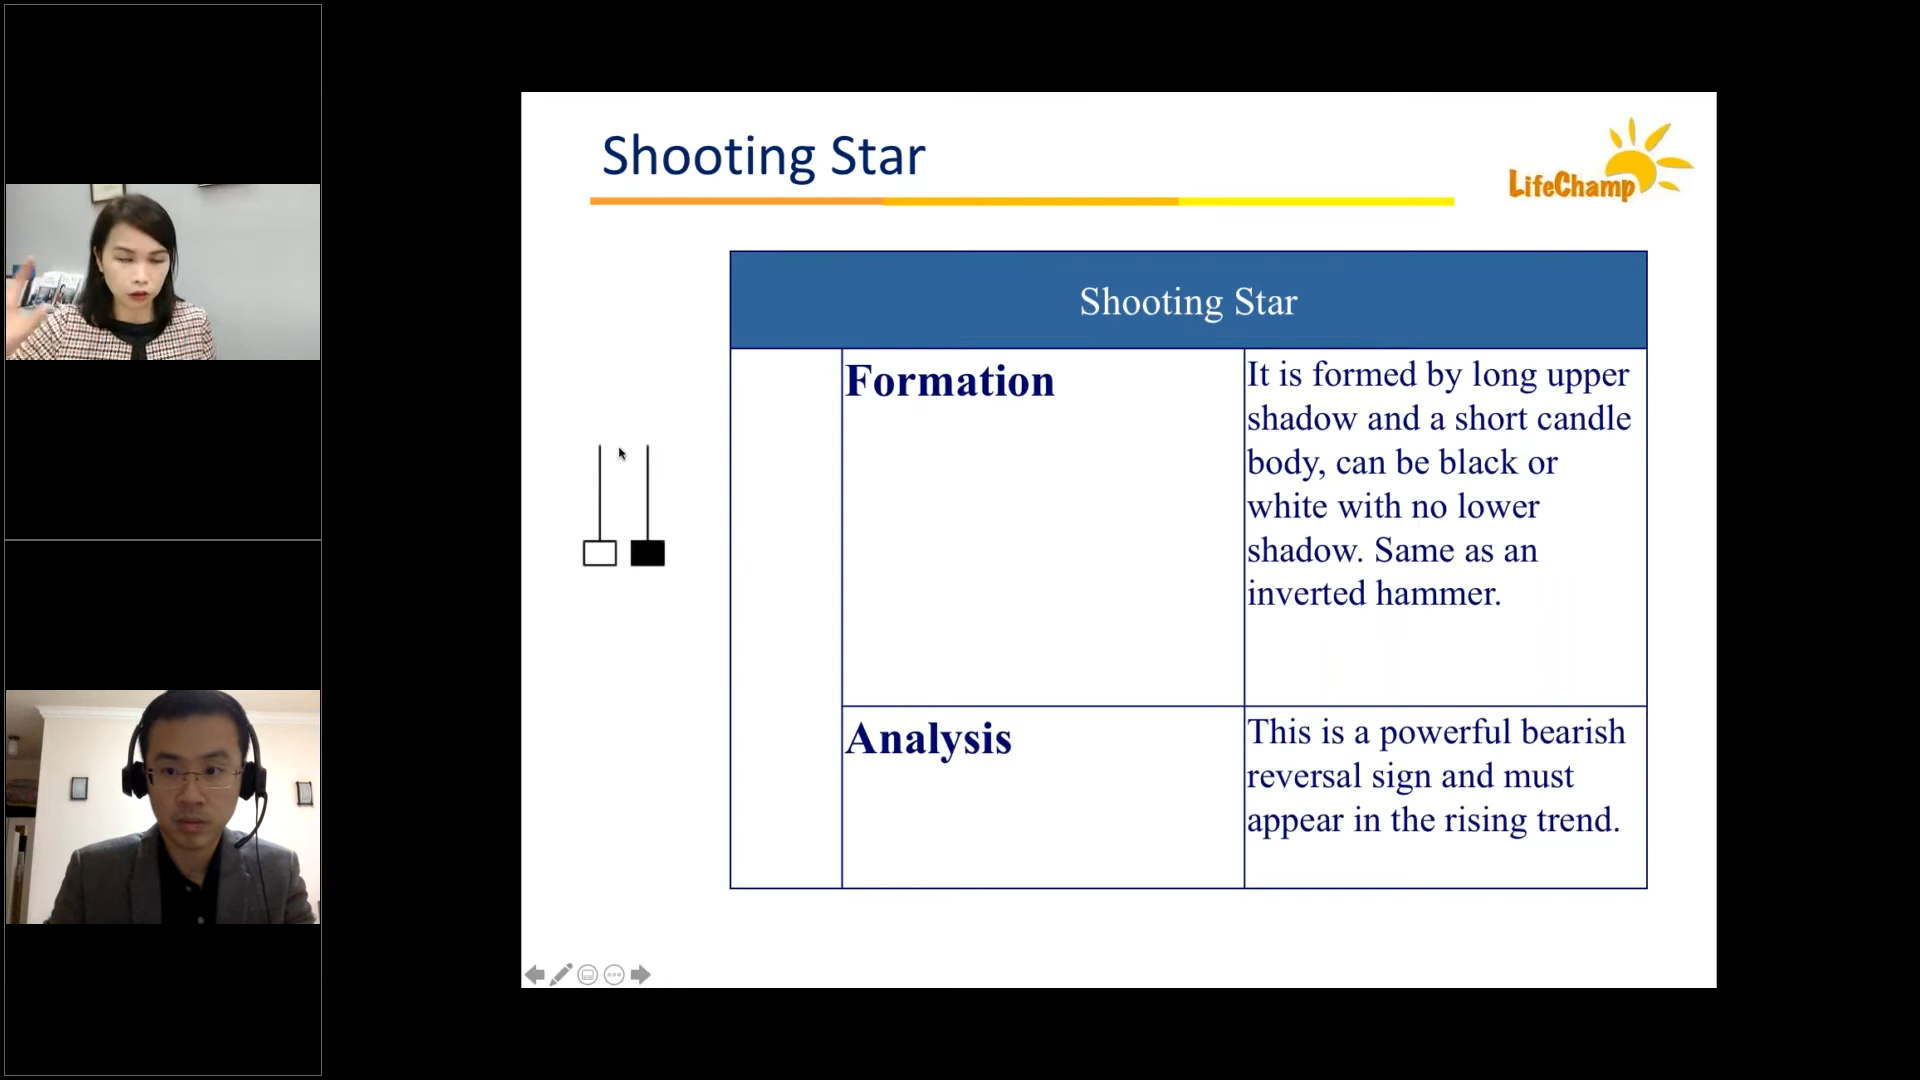 Shooting Star
LifeChamp
Shooting Star
Formation
It is formed by long upper
shadow and a short candle
body, can be black or
white with no lower
shadow. Same as an
inverted hammer.
Analysis
This is a powerful bearish
reversal sign and must
appear in the rising trend.